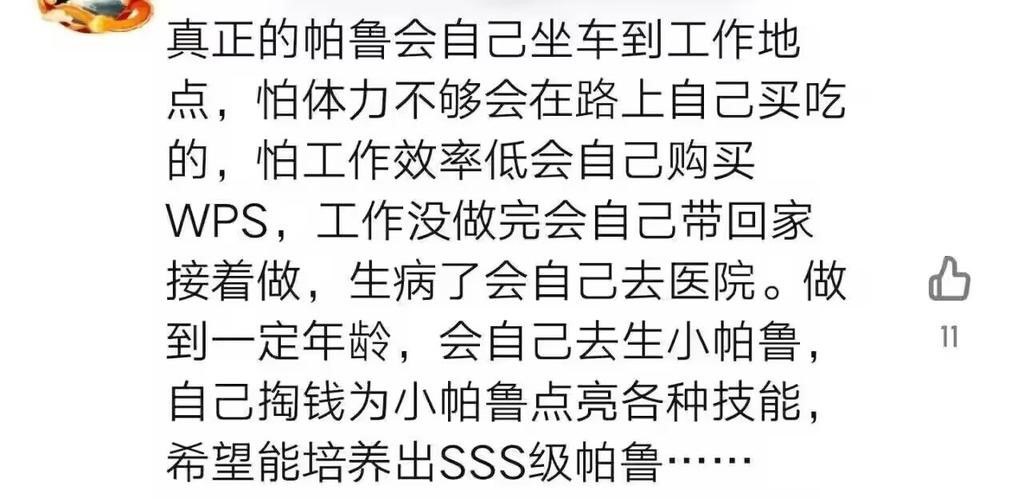 真正的帕鲁会自己坐车到工作地
点，怕体力不够会在路上自己买吃
的，怕工作效率低会自己购买
WPS，工作没做完会自己带回家
接着做，生病了会自己去医院。做
到一定年龄，会自己去生小帕鲁，
自己掏钱为小帕鲁点亮各种技能，
希望能培养出SSS级帕鲁……
11